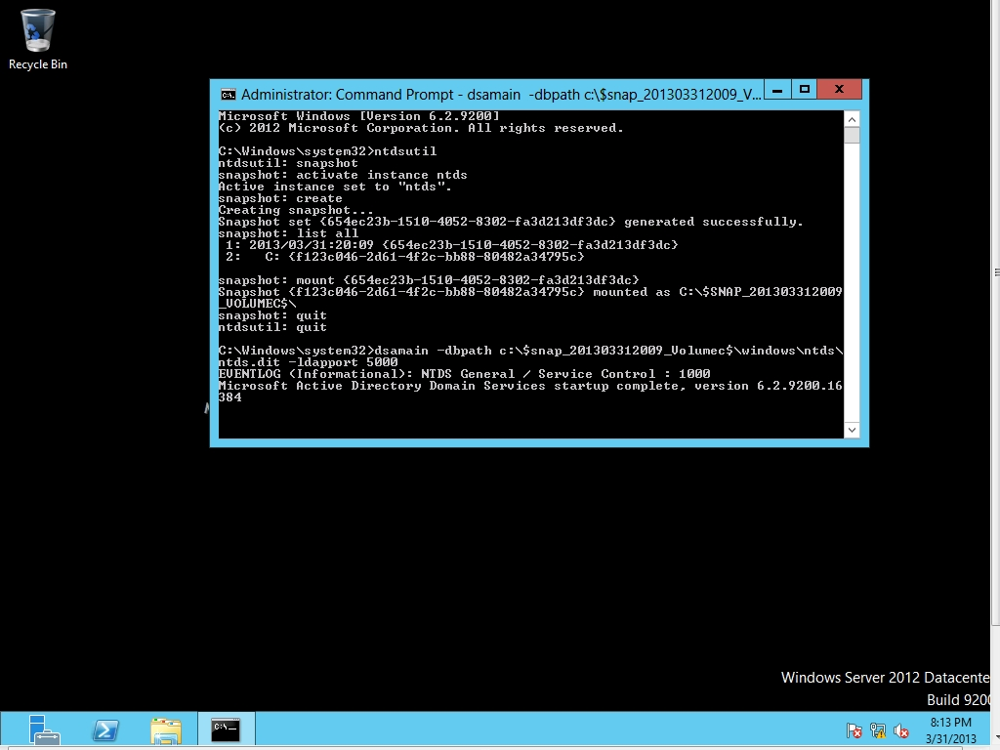 Recycle Bin
Administrator: Command Prompt - dsamain  -dbpath c:\$snap_201303312009_V...
Microsoft Windows [Version 6.2.9200]
(c) 2012 Microsoft Corporation. All rights reserved.
C:\Windows\system32>ntdsutil
ntdsutil: snapshot
snapshot: activate instance ntds
Active instance set to "ntds".
snapshot: create
Creating snapshot...
Snapshot set {654ec23b-1510-4052-8302-fa3d213df3dc} generated successfully.
snapshot: list all
 1: 2013/03/31:20:09 {654ec23b-1510-4052-8302-fa3d213df3dc}
 2:   C: {f123c046-2d61-4f2c-bb88-80482a34795c}
snapshot: mount {654ec23b-1510-4052-8302-fa3d213df3dc}
Snapshot {f123c046-2d61-4f2c-bb88-80482a34795c} mounted as C:\$SNAP_201303312009
_VOLUMEC$\
snapshot: quit
ntdsutil: quit
C:\Windows\system32>dsamain -dbpath c:\$snap_201303312009_Volumec$\windows\ntds\
ntds.dit -ldapport 5000
EVENTLOG (Informational): NTDS General / Service Control : 1000
Microsoft Active Directory Domain Services startup complete, version 6.2.9200.16
384
Windows Server 2012 Datacente
Build 9200
8:13 PM
3/31/2013